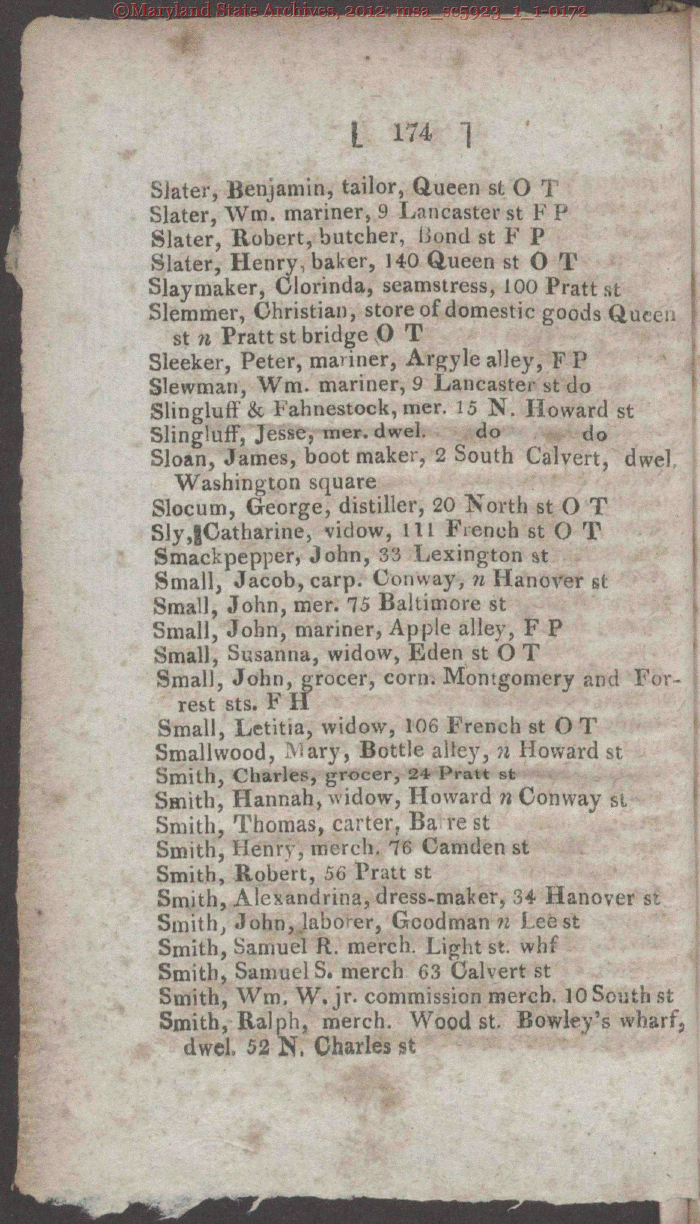 ©Maryland State Archives, 2012: msa_sc5923_1_1-0172
[ 174 ]
Slater, Benjamin, tailor, Queen st O T
Slater, Wm. mariner, 9 Lancaster st F P
Slater, Robert, butcher, Bond st F P
Slater, Henry, baker, 140 Queen st O T
Slaymaker, Clorinda, seamstress, 100 Pratt st
Slemmer, Christian, store of domestic goods Queen
st n Pratt st bridge O T
Sleeker, Peter, mariner, Argyle alley, F P
Slewman, Wm. mariner, 9 Lancaster st do
Slingluff & Fahnestock, mer. 15 N. Howard st
Slingluff, Jesse, mer. dwel. do do
Sloan, James, boot maker, 2 South Calvert, dwel.
Washington square
Slocum, George, distiller, 20 North st O T
Sly, Catharine, vidow, 111 French st O T
Smackpepper, John, 33 Lexington st
Small, Jacob, carp. Conway, n Hanover st
Small, John, mer. 75 Baltimore st
Small, John, mariner, Apple alley, F P
Small, Susanna, widow, Eden st O T
Small, John, grocer, corn. Montgomery and For-
rest sts. F H
Small, Letitia, widow, 106 French st O T
Smallwood, Mary, Bottle alley, n Howard st
Smith, Charles, grocer, 24 Pratt st
Smith, Hannah, widow, Howard n Conway st
Smith, Thomas, carter, Barre st
Smith, Henry, merch. 76 Camden st
Smith, Robert, 56 Pratt st
Smith, Alexandrina, dress-maker, 34 Hanover st
Smith, John, laborer, Goodman n Lee st
Smith, Samuel R. merch. Light st. whf
Smith, Samuel S. merch 63 Calvert st
Smith, Wm. W. jr. commission merch. 10 South st
Smith, Ralph, merch. Wood st. Bowley's wharf,
dwel. 52 N. Charles st